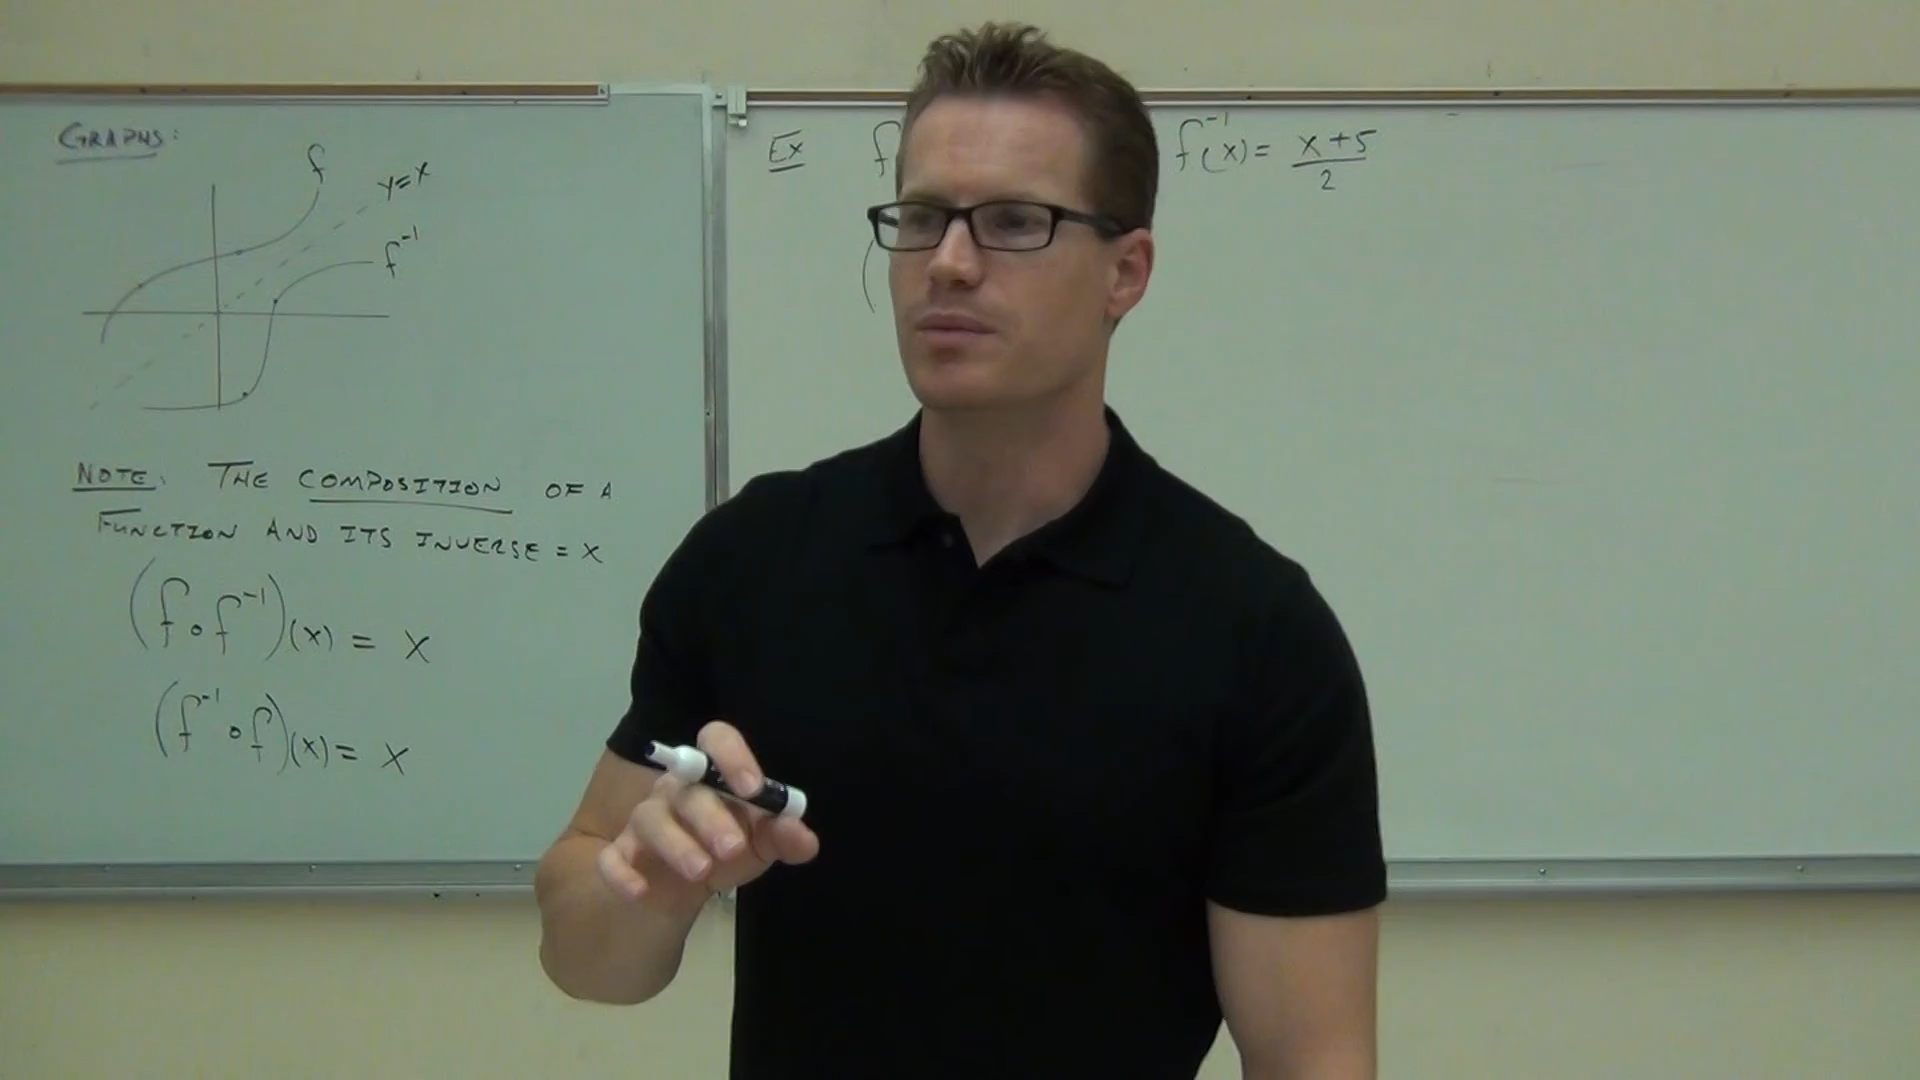 GRAPHS:
f
y=x
f⁻¹
NOTE: THE COMPOSITION OF A
FUNCTION AND ITS INVERSE = X
(f∘f⁻¹)(x) = X
(f⁻¹∘f)(x) = X
Ex f f⁻¹(x) = x+5
2
(